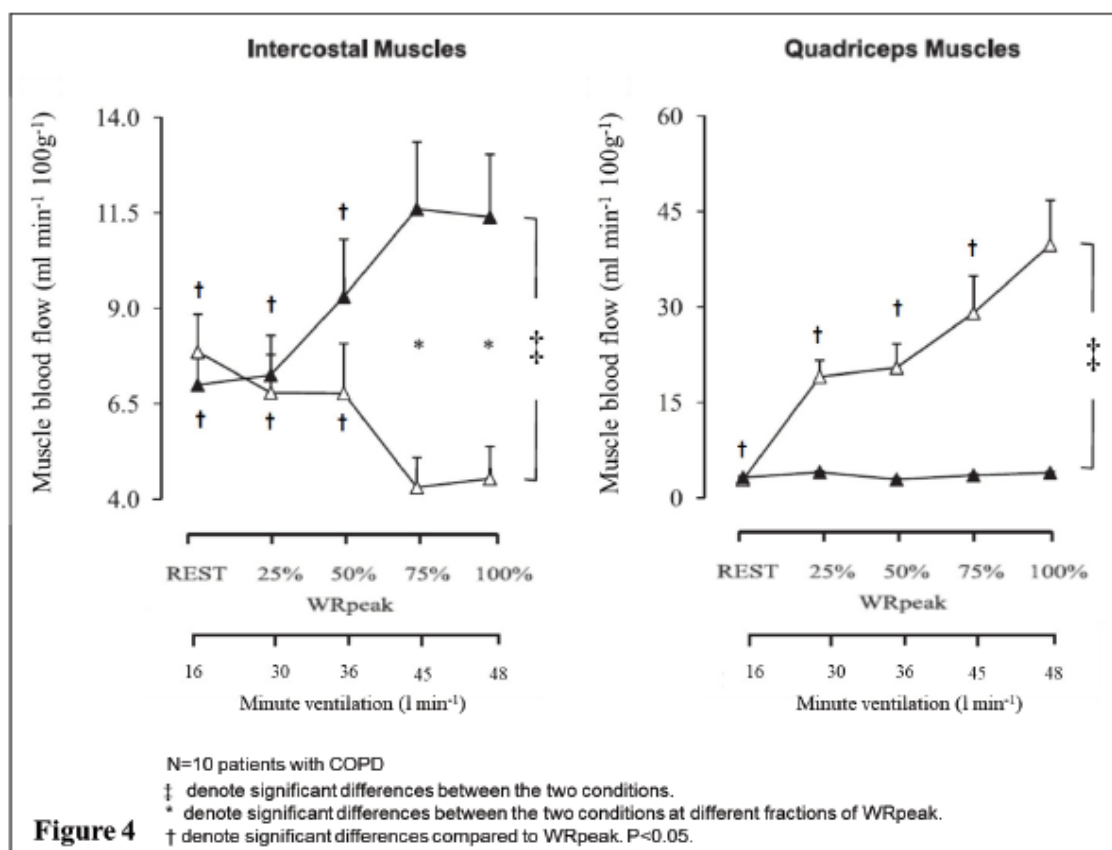 Intercostal Muscles
Muscle blood flow (ml min⁻¹ 100g⁻¹)
14.0
11.5
9.0
6.5
4.0
† † †
† † †
* *
‡
REST 25% 50% 75% 100%
WRpeak
16 30 36 45 48
Minute ventilation (l min⁻¹)
Quadriceps Muscles
Muscle blood flow (ml min⁻¹ 100g⁻¹)
60
45
30
15
0
† † † †
‡
REST 25% 50% 75% 100%
WRpeak
16 30 36 45 48
Minute ventilation (l min⁻¹)
N=10 patients with COPD
‡ denote significant differences between the two conditions.
* denote significant differences between the two conditions at different fractions of WRpeak.
† denote significant differences compared to WRpeak. P<0.05.
Figure 4